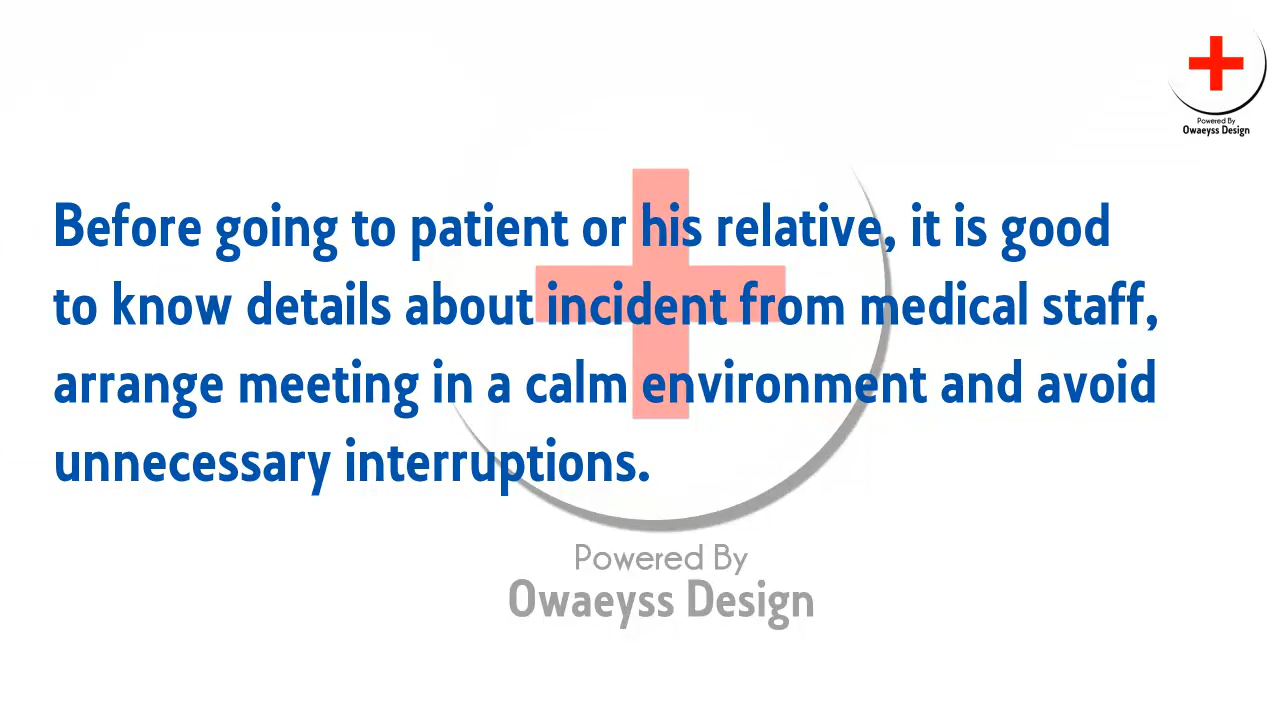 Powered By
Owaeyss Design
Before going to patient or his relative, it is good
to know details about incident from medical staff,
arrange meeting in a calm environment and avoid
unnecessary interruptions.
Powered By
Owaeyss Design